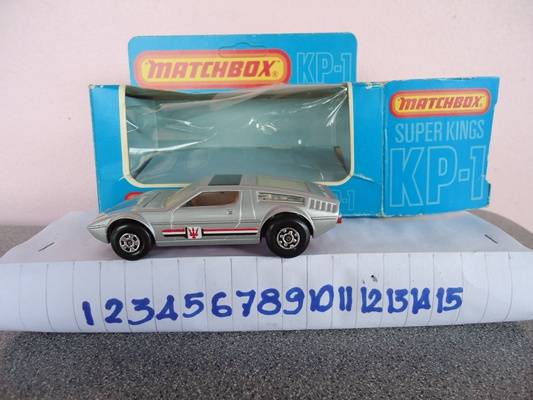 MATCHBOX
KP-1
MATCHBOX
SUPER KINGS
KP-1
1 2 3 4 5 6 7 8 9 10 11 12 13 14 15